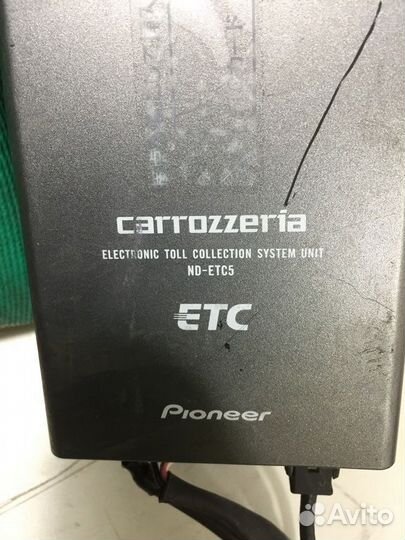 carrozzeria
ELECTRONIC TOLL COLLECTION SYSTEM UNIT
ND-ETC5
ETC
Pioneer
Avito